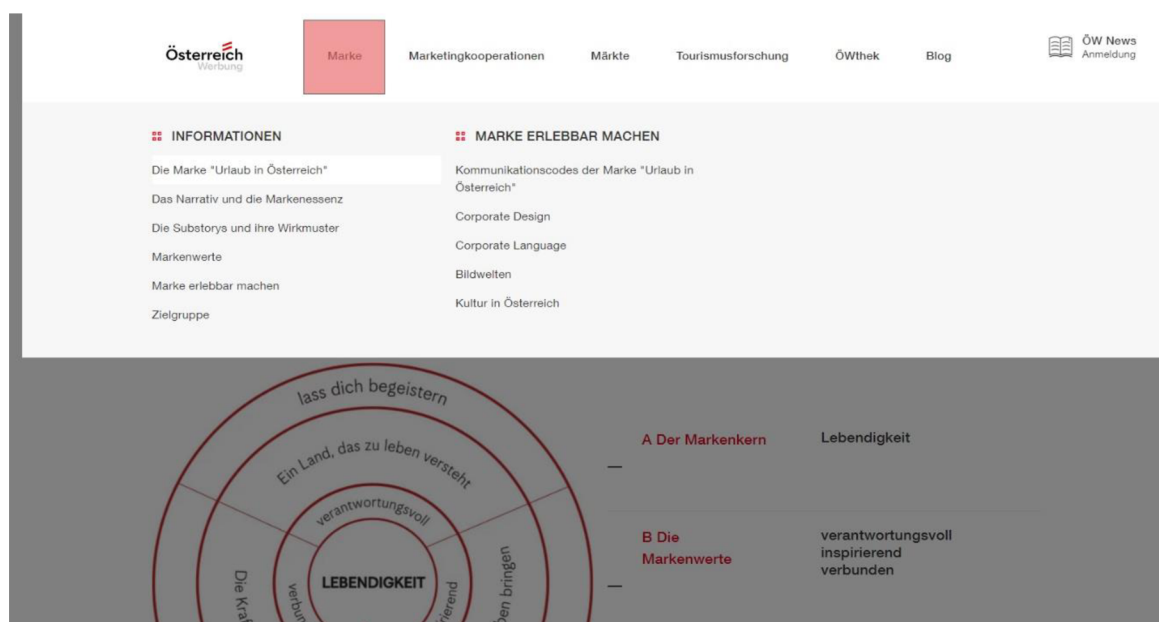 Österreich
Werbung
Marke
Marketingkooperationen
Märkte
Tourismusforschung
ÖWthek
Blog
ÖW News
Anmeldung
INFORMATIONEN
Die Marke "Urlaub in Österreich"
Das Narrativ und die Markenessenz
Die Substorys und ihre Wirkmuster
Markenwerte
Marke erlebbar machen
Zielgruppe
MARKE ERLEBBAR MACHEN
Kommunikationscodes der Marke "Urlaub in
Österreich"
Corporate Design
Corporate Language
Bildwelten
Kultur in Österreich
lass dich begeistern
Ein Land, das zu leben versteht
verantwortungsvoll
LEBENDIGKEIT
Die
bringen
A Der Markenkern
Lebendigkeit
B Die
Markenwerte
verantwortungsvoll
inspirierend
verbunden